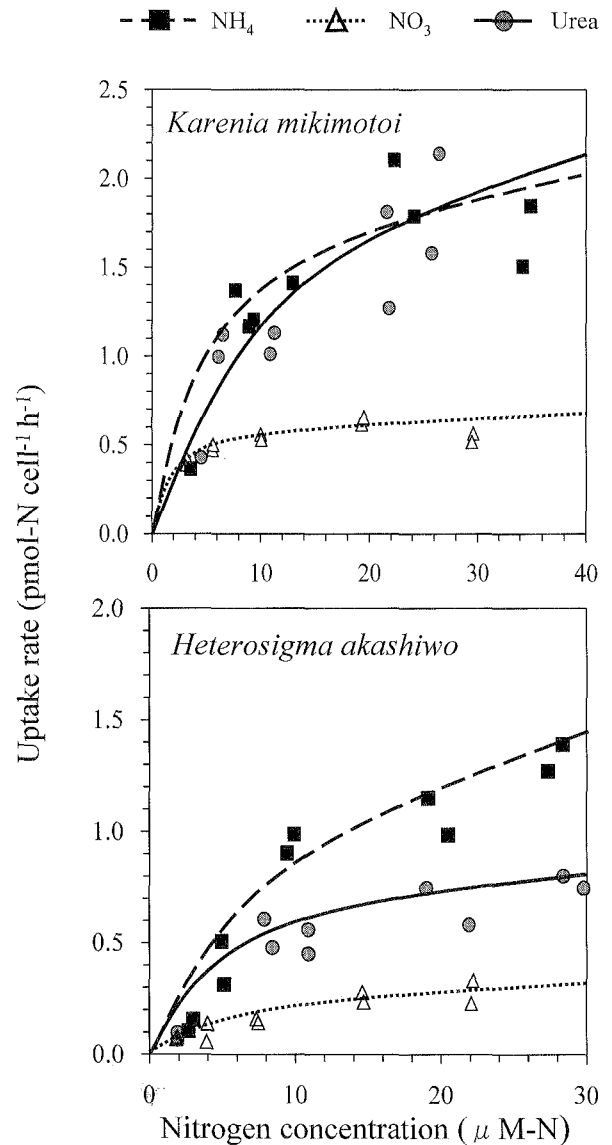 NH₄ NO₃ Urea
2.5
Karenia mikimotoi
2.0
1.5
1.0
0.5
0.0
0 10 20 30 40
Uptake rate (pmol-N cell⁻¹ h⁻¹)
2.0
Heterosigma akashiwo
1.5
1.0
0.5
0.0
0 10 20 30
Nitrogen concentration ( μ M-N)